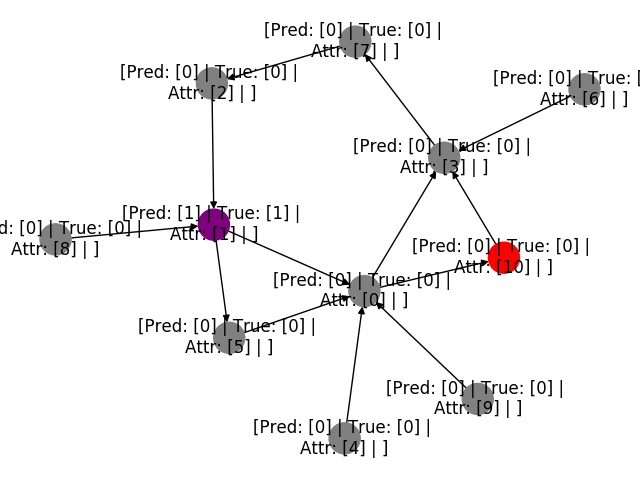 [Pred: [0] | True: [0] |
Attr: [7] | ]
[Pred: [0] | True: [0] |
Attr: [2] | ]
[Pred: [0] | True: [
Attr: [6] | ]
[Pred: [0] | True: [0] |
Attr: [3] | ]
[Pred: [1] | True: [1] |
Attr: [1] | ]
d: [0] | True: [0] |
Attr: [8] | ]
[Pred: [0] | True: [0] |
Attr: [10] | ]
[Pred: [0] | True: [0] |
Attr: [0] | ]
[Pred: [0] | True: [0] |
Attr: [5] | ]
[Pred: [0] | True: [0] |
Attr: [9] | ]
[Pred: [0] | True: [0] |
Attr: [4] | ]